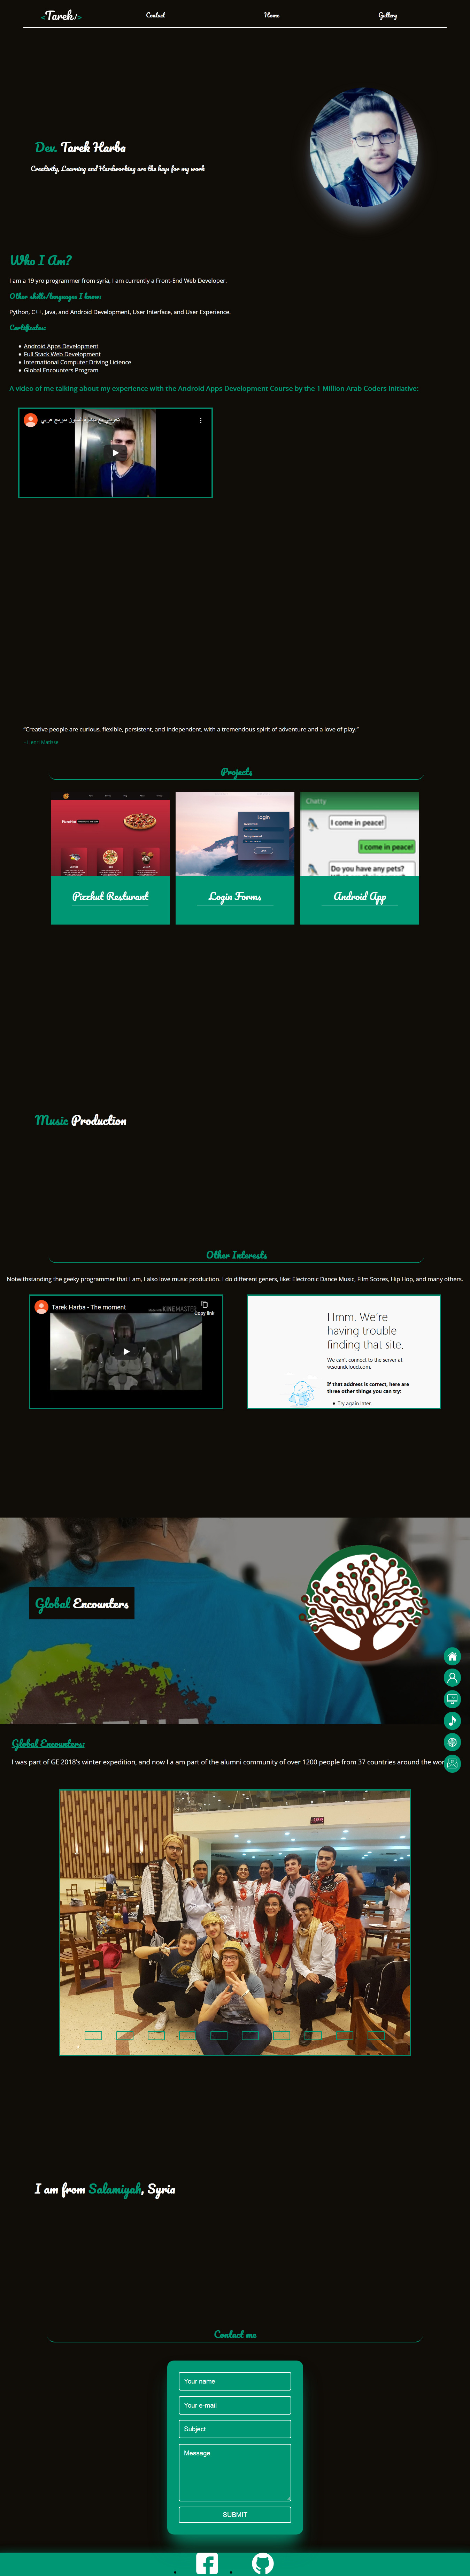 <Tarek/>
Contact
Home
Gallery
Dev. Tarek Harba
Creativity, Learning and Hardworking are the keys for my work
Who I Am?
I am a 19 yro programmer from syria, I am currently a Front-End Web Developer.
Other skills/languages I know:
Python, C++, Java, and Android Development, User Interface, and User Experience.
Certificates:
Android Apps Development
Full Stack Web Development
International Computer Driving Licience
Global Encounters Program
A video of me talking about my experience with the Android Apps Development Course by the 1 Million Arab Coders Initiative:
"Creative people are curious, flexible, persistent, and independent, with a tremendous spirit of adventure and a love of play."
- Henri Matisse
Projects
Chatty
I come in peace!
I come in peace!
Do you have any pets?
Pizzhut Resturant
Login Forms
Android App
Music Production
Other Interests
Notwithstanding the geeky programmer that I am, I also love music production. I do different genres, like: Electronic Dance Music, Film Scores, Hip Hop, and many others.
Tarek Harba - The moment
KINEMASTER
Copy link
Hmm. We're
having trouble
finding that site.
We can't connect to the server at
w.soundcloud.com.
If that address is correct, here are
three other things you can try:
Try again later.
Global Encounters
Global Encounters:
I was part of GE 2018's winter expedition, and now I a am part of the alumni community of over 1200 people from 37 countries around the wor
I am from Salamiyah, Syria
Contact me
Your name
Your e-mail
Subject
Message
SUBMIT